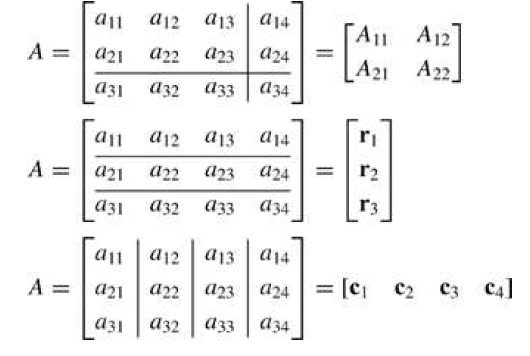 a₁₁ a₁₂ a₁₃ a₁₄
A = a₂₁ a₂₂ a₂₃ a₂₄ = [A₁₁ A₁₂
A₂₁ A₂₂]
a₃₁ a₃₂ a₃₃ a₃₄
a₁₁ a₁₂ a₁₃ a₁₄ r₁
A = a₂₁ a₂₂ a₂₃ a₂₄ = r₂
a₃₁ a₃₂ a₃₃ a₃₄ r₃
a₁₁ a₁₂ a₁₃ a₁₄
A = a₂₁ a₂₂ a₂₃ a₂₄ = [c₁ c₂ c₃ c₄]
a₃₁ a₃₂ a₃₃ a₃₄